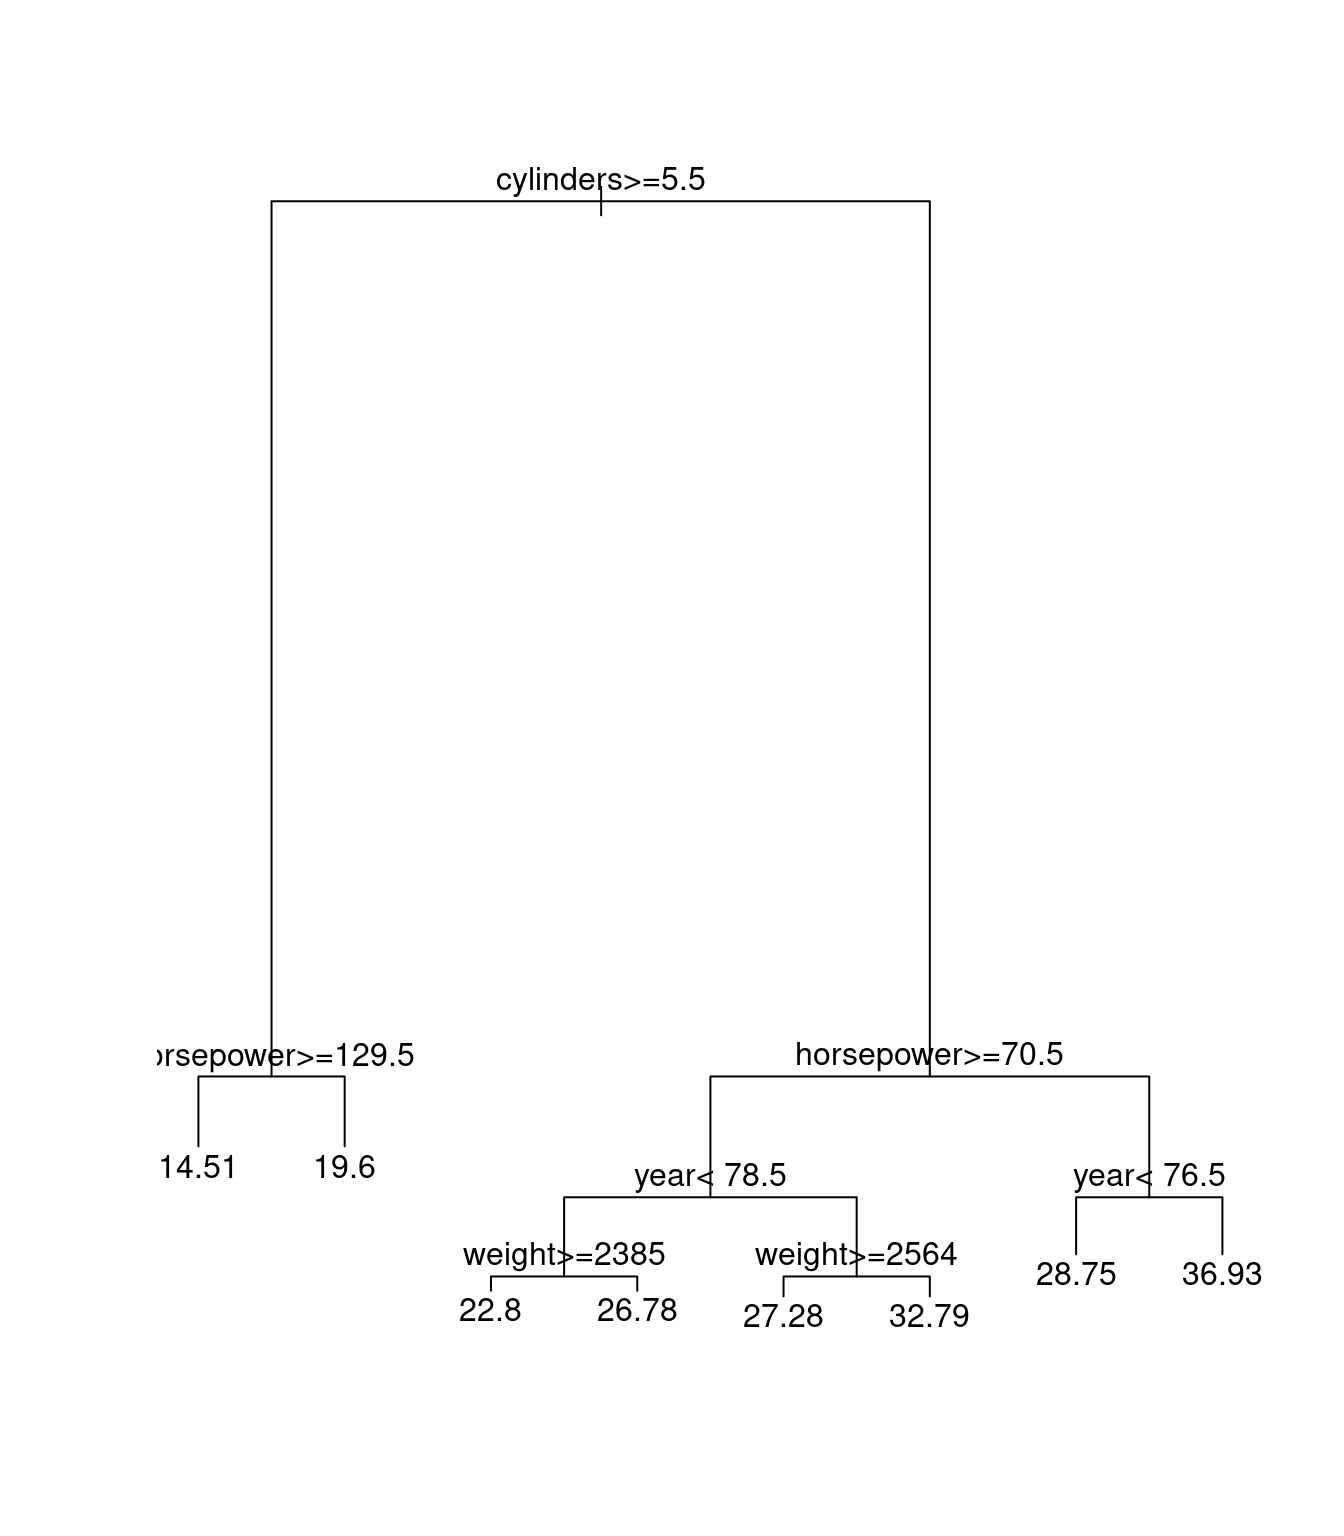 cylinders>=5.5
orsepower>=129.5
horsepower>=70.5
14.51 19.6
year< 78.5
year< 76.5
weight>=2385
weight>=2564
28.75 36.93
22.8 26.78
27.28 32.79